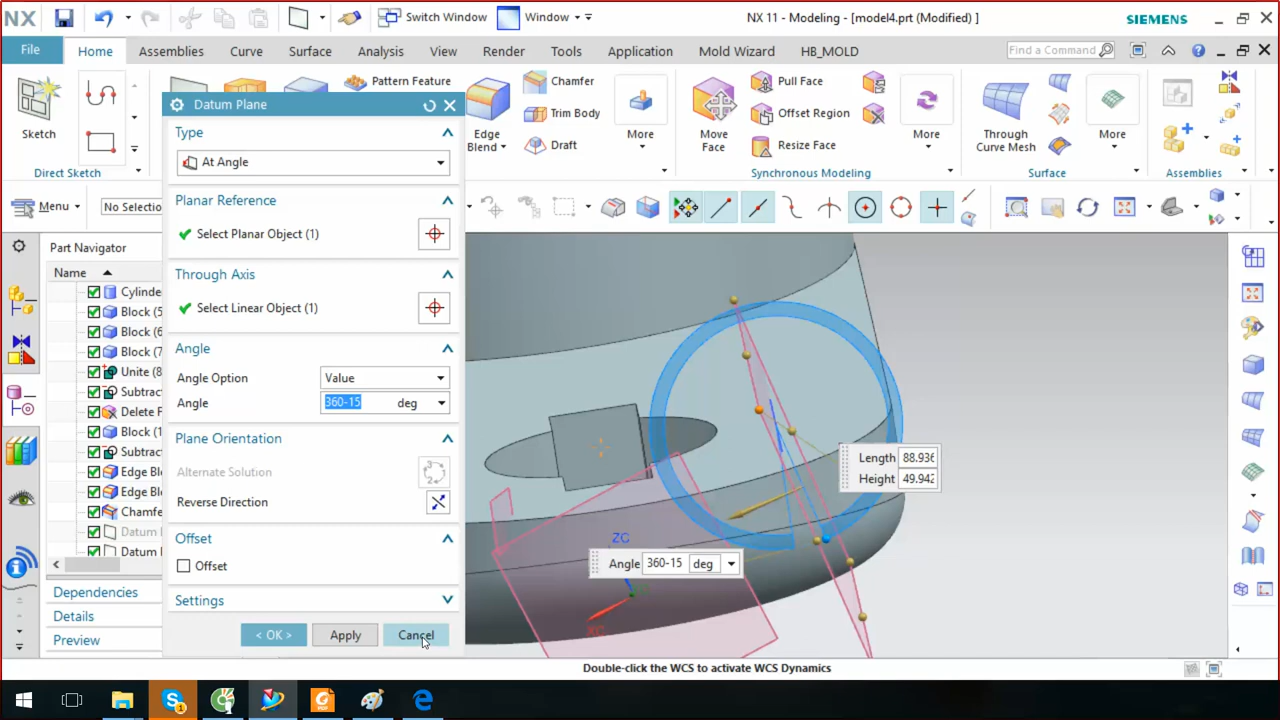 NX
Switch Window
Window
NX 11 - Modeling - [model4.prt (Modified) ]
SIEMENS
File
Home
Assemblies
Curve
Surface
Analysis
View
Render
Tools
Application
Mold Wizard
HB_MOLD
Find a Command
Sketch
Direct Sketch
Pattern Feature
Edge
Blend
Chamfer
Trim Body
Draft
More
Move
Face
Pull Face
Offset Region
Resize Face
More
Synchronous Modeling
Through
Curve Mesh
More
Surface
Assemblies
Menu
No Selectio
Datum Plane
Type
At Angle
Planar Reference
Select Planar Object (1)
Through Axis
Select Linear Object (1)
Angle
Angle Option
Value
Angle
360-15
deg
Plane Orientation
Alternate Solution
Reverse Direction
Offset
Offset
Settings
< OK >
Apply
Cancel
Part Navigator
Name
Cylinde
Block (5
Block (6
Block (7
Unite (8
Subtrac
Delete F
Block (1
Subtrac
Edge Ble
Edge Ble
Chamfe
Datum
Datum
Dependencies
Details
Preview
Length 88.936
Height 49.942
ZC
Angle 360-15 deg
XC
Double-click the WCS to activate WCS Dynamics